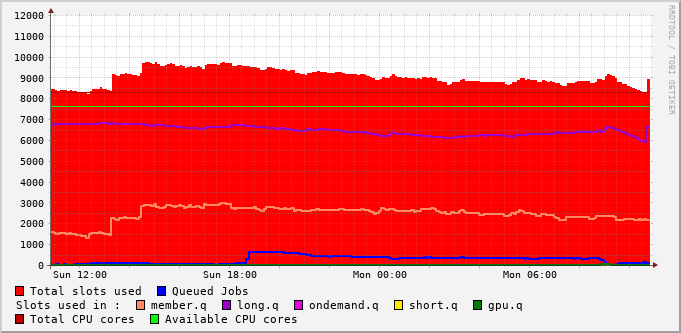 12000
11000
10000
9000
8000
7000
6000
5000
4000
3000
2000
1000
0
Sun 12:00 Sun 18:00 Mon 00:00 Mon 06:00
RRDTOOL / TOBI OETIKER
Total slots used Queued Jobs
Slots used in : member.q long.q ondemand.q short.q gpu.q
Total CPU cores Available CPU cores